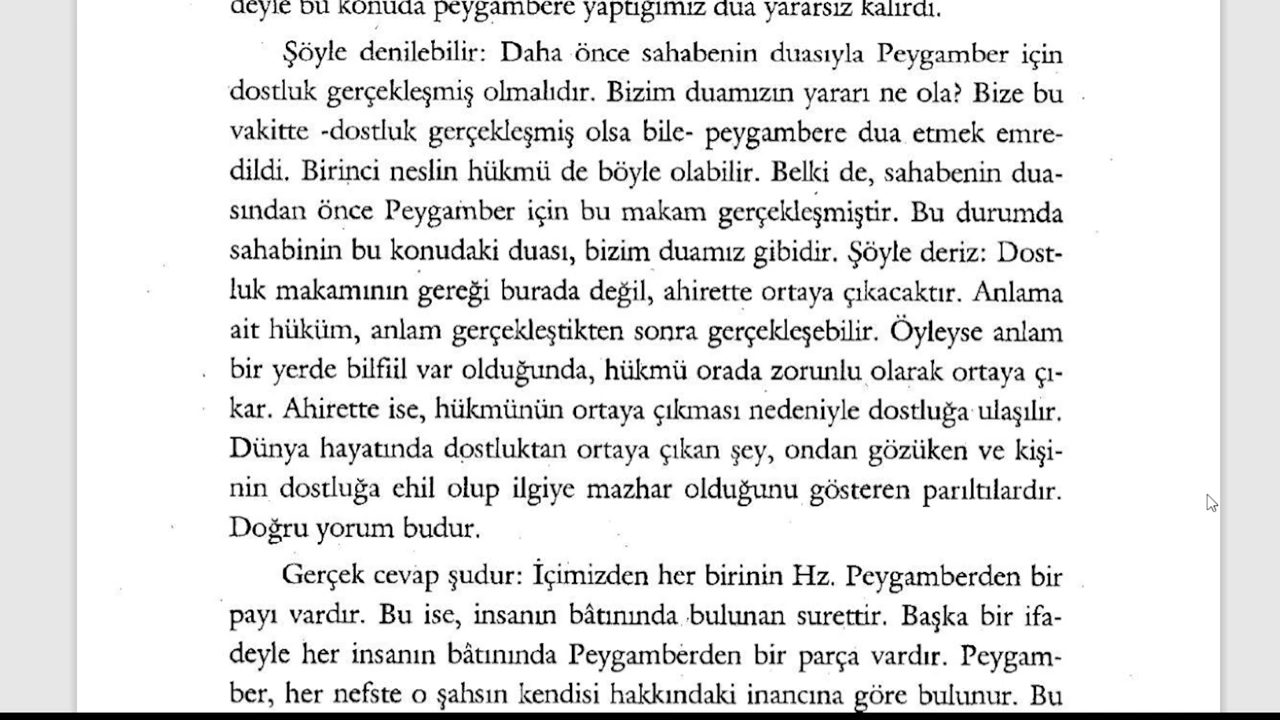 deyle bu konuda peygambere yaptığımız dua yararsız kalırdı.
Şöyle denilebilir: Daha önce sahabenin duasıyla Peygamber için
dostluk gerçekleşmiş olmalıdır. Bizim duamızın yararı ne ola? Bize bu
vakitte -dostluk gerçekleşmiş olsa bile- peygambere dua etmek emre-
dildi. Birinci neslin hükmü de böyle olabilir. Belki de, sahabenin dua-
sından önce Peygamber için bu makam gerçekleşmiştir. Bu durumda
sahabinin bu konudaki duası, bizim duamız gibidir. Şöyle deriz: Dost-
luk makamının gereği burada değil, ahirette ortaya çıkacaktır. Anlama
ait hüküm, anlam gerçekleştikten sonra gerçekleşebilir. Öyleyse anlam
bir yerde bilfiil var olduğunda, hükmü orada zorunlu olarak ortaya çı-
kar. Ahirette ise, hükmünün ortaya çıkması nedeniyle dostluğa ulaşılır.
Dünya hayatında dostluktan ortaya çıkan şey, ondan gözüken ve kişi-
nin dostluğa ehil olup ilgiye mazhar olduğunu gösteren parıltılardır.
Doğru yorum budur.
Gerçek cevap şudur: İçimizden her birinin Hz. Peygamberden bir
payı vardır. Bu ise, insanın bâtınında bulunan surettir. Başka bir ifa-
deyle her insanın bâtınında Peygamberden bir parça vardır. Peygam-
ber, her nefste o şahsın kendisi hakkındaki inancına göre bulunur. Bu